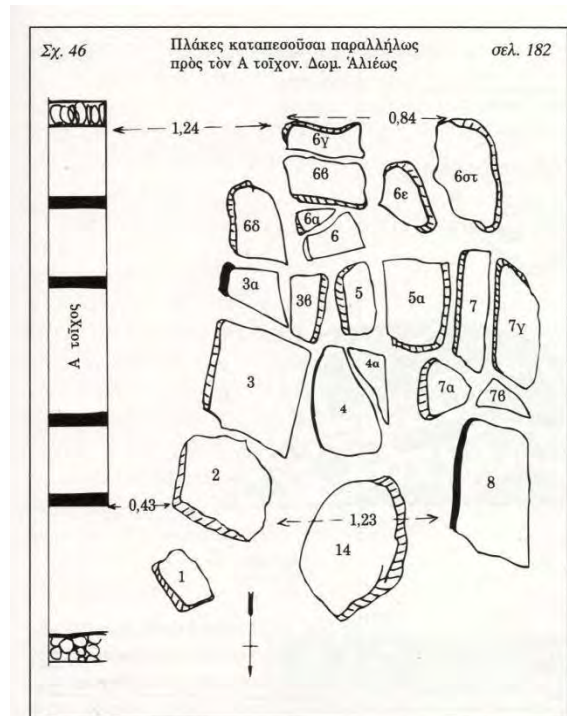 Σχ. 46
Πλάκες καταπεσοῦσαι παραλλήλως
πρὸς τὸν Α τοῖχον. Δωμ. Ἁλιέως
σελ. 182
1,24
0,84
6γ
6β
6ε
6στ
6δ
6α
6
3α
3β
5
5α
7
7γ
Α τοῖχος
3
4
4α
7α
7β
2
8
0,43
1,23
14
1